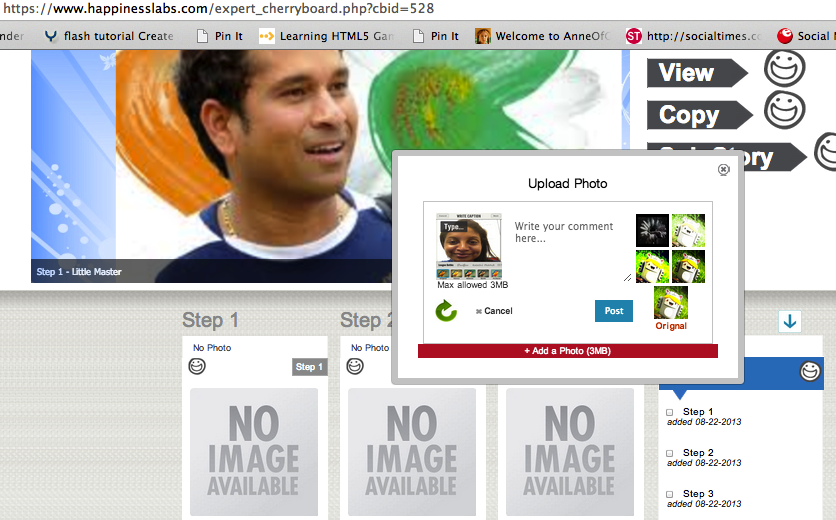 https://www.happinesslabs.com/expert_cherryboard.php?cbid=528
nder
flash tutorial Create
Pin It
Learning HTML5 Gam
Pin It
Welcome to AnneOfC
ST
http://socialtimes.co
Social M
View
Copy
Story
Step 1 - Little Master
Upload Photo
WRITE CAPTION
Type...
Write your comment
here...
Max allowed 3MB
Cancel
Post
Orignal
+ Add a Photo (3MB)
Step 1
No Photo
Step 1
NO
IMAGE
AVAILABLE
Step 2
No Photo
NO
IMAGE
AVAILABLE
NO
IMAGE
AVAILABLE
Step 1
added 08-22-2013
Step 2
added 08-22-2013
Step 3
added 08-22-2013